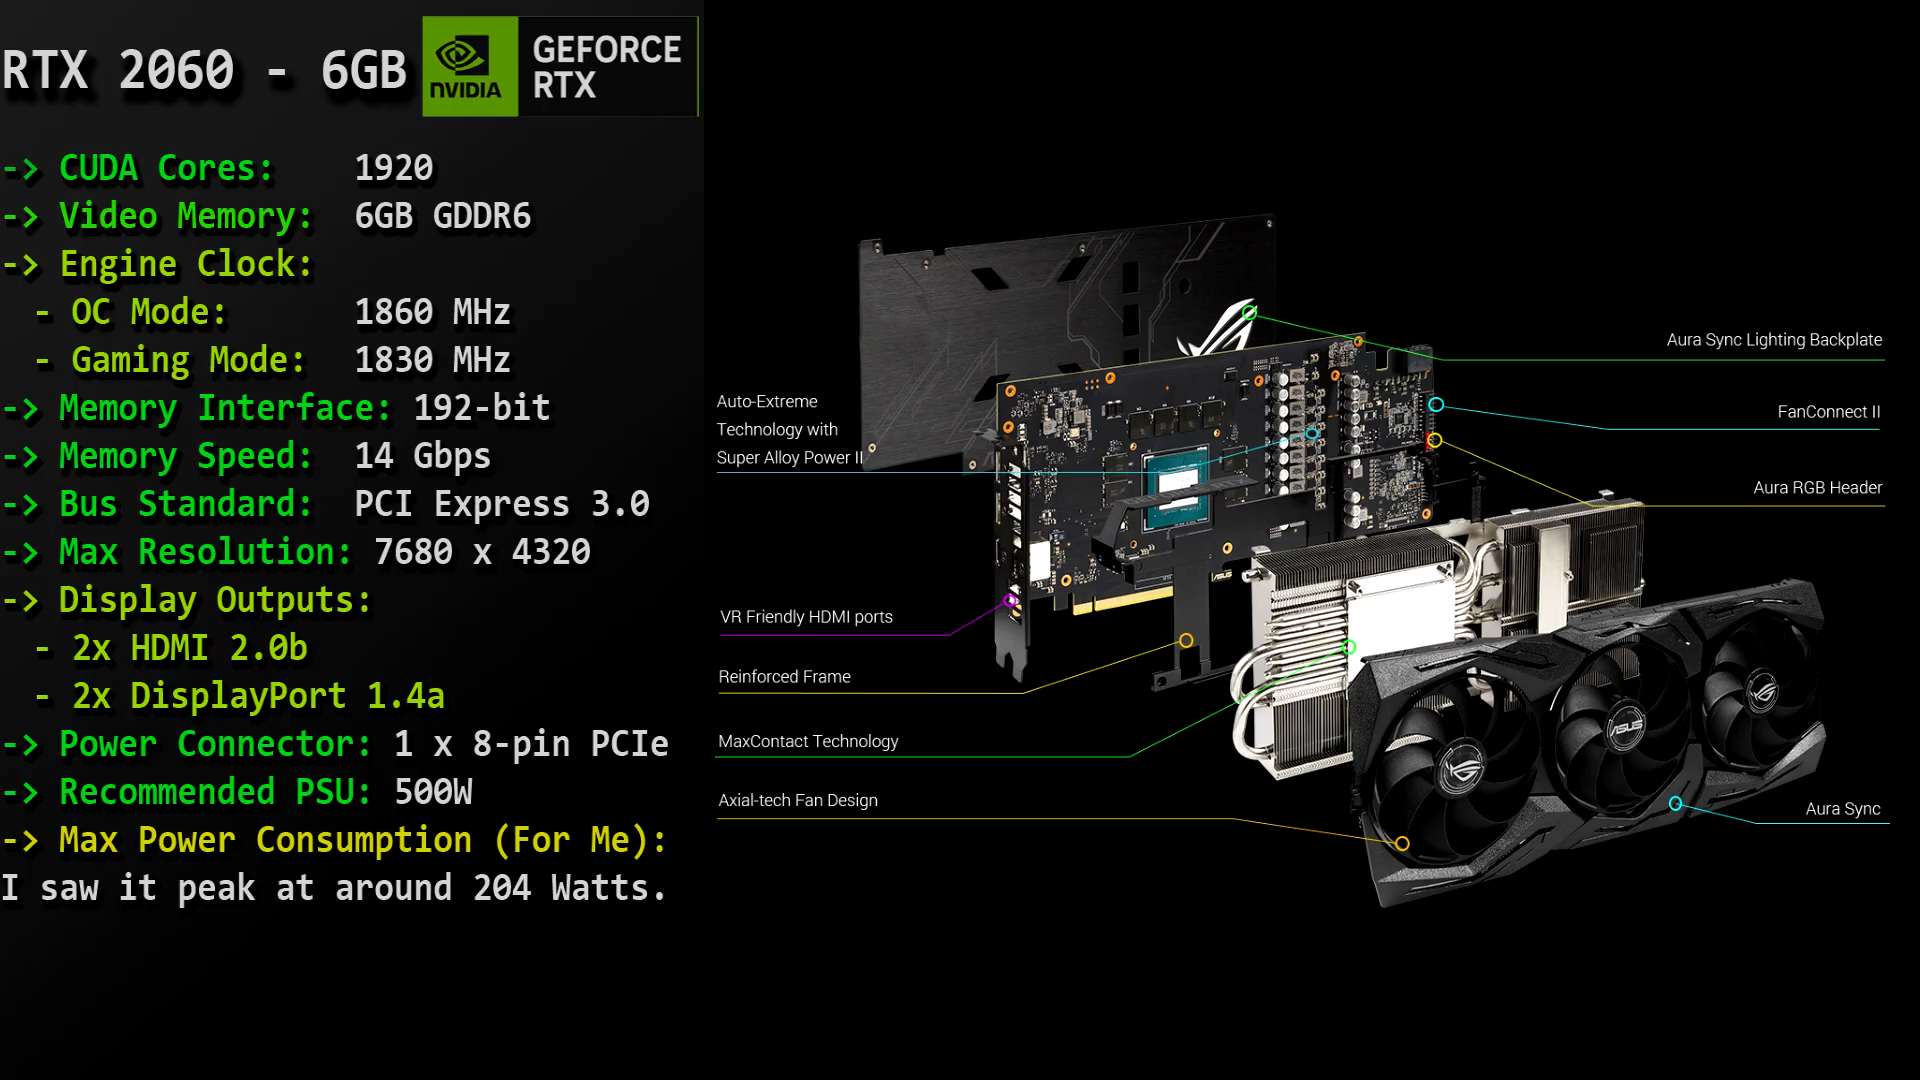 RTX 2060 - 6GB
NVIDIA
GEFORCE
RTX
-> CUDA Cores: 1920
-> Video Memory: 6GB GDDR6
-> Engine Clock:
- OC Mode: 1860 MHz
- Gaming Mode: 1830 MHz
-> Memory Interface: 192-bit
-> Memory Speed: 14 Gbps
-> Bus Standard: PCI Express 3.0
-> Max Resolution: 7680 x 4320
-> Display Outputs:
- 2x HDMI 2.0b
- 2x DisplayPort 1.4a
-> Power Connector: 1 x 8-pin PCIe
-> Recommended PSU: 500W
-> Max Power Consumption (For Me):
I saw it peak at around 204 Watts.
Auto-Extreme
Technology with
Super Alloy Power II
VR Friendly HDMI ports
Reinforced Frame
MaxContact Technology
Axial-tech Fan Design
Aura Sync Lighting Backplate
FanConnect II
Aura RGB Header
Aura Sync
ASUS
ASUS